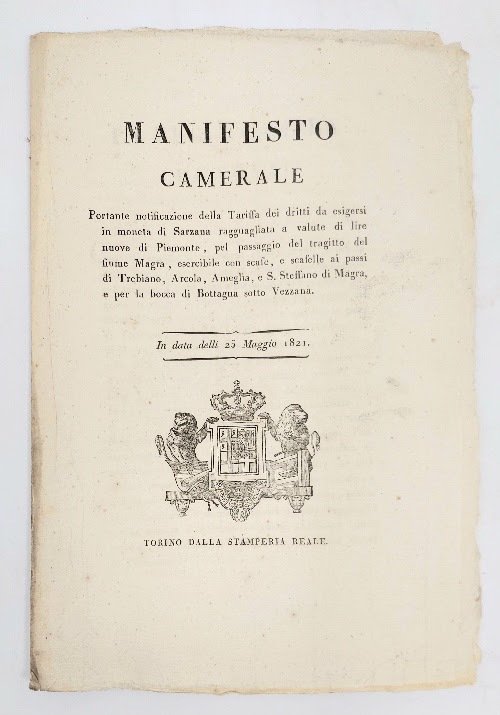 MANIFESTO
CAMERALE
Portante notificazione della Tariffa dei dritti da esigersi
in moneta di Sarzana ragguagliata a valute di lire
nuove di Piemonte, pel passaggio del tragitto del
fiume Magra, esercibile con scafe, e scafelle ai passi
di Trebiano, Arcola, Ameglia, e S. Steffano di Magra,
e per la bocca di Bottagna sotto Vezzana.
In data delli 25 Maggio 1821.
TORINO DALLA STAMPERIA REALE.